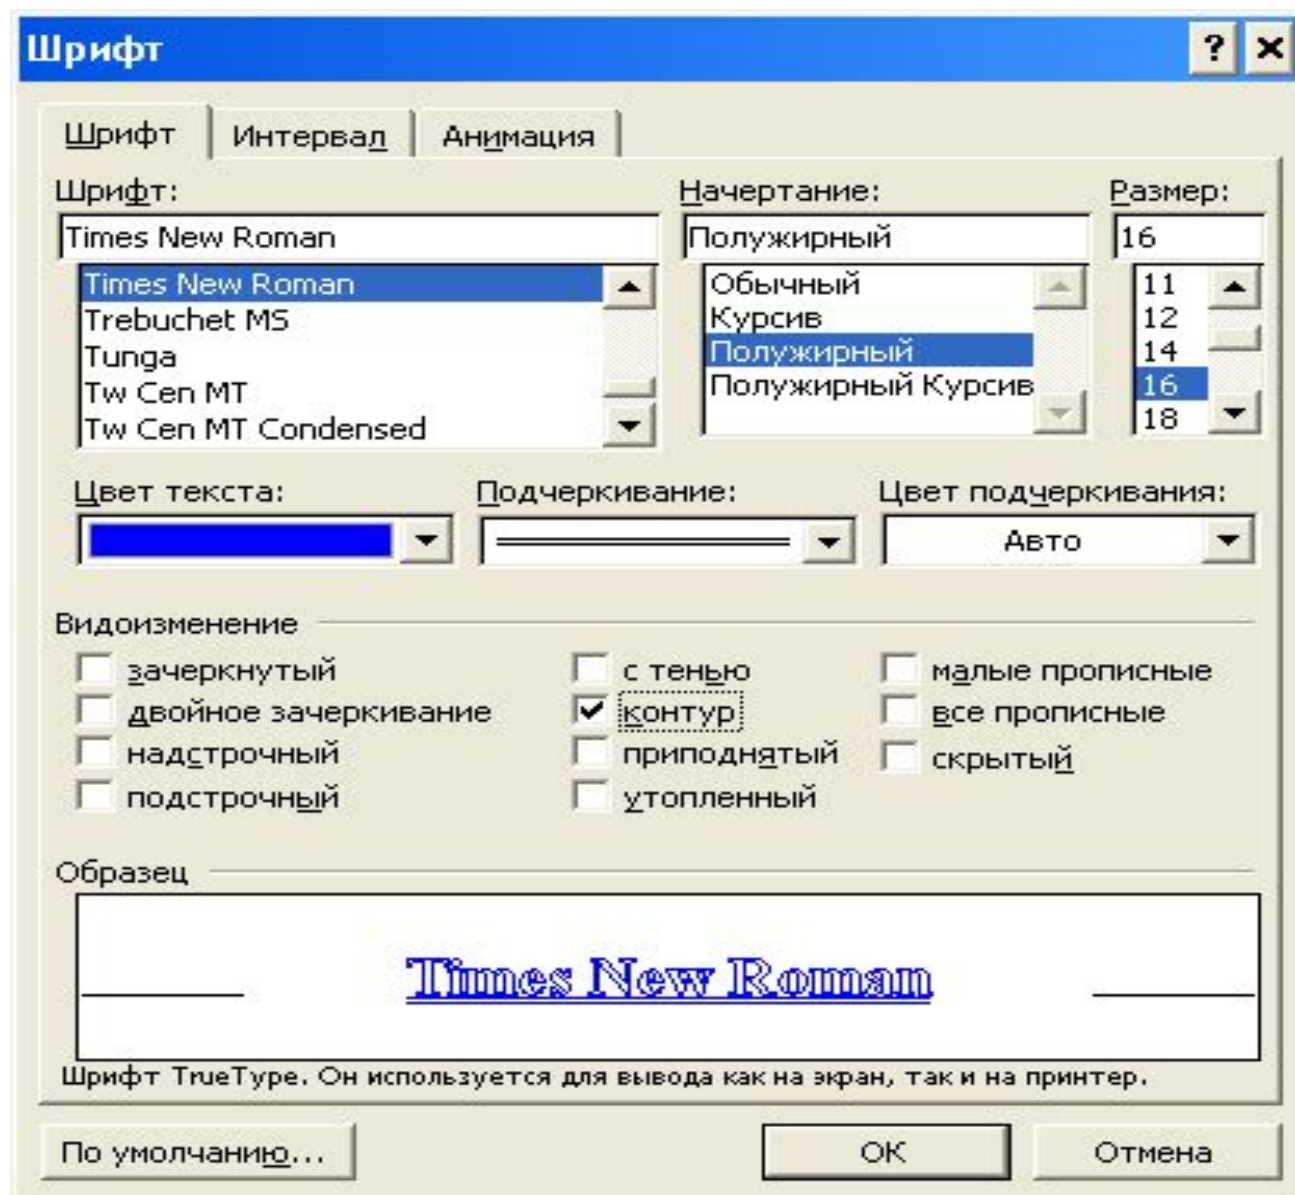 Шрифт
Шрифт Интервал Анимация
Шрифт: Начертание: Размер:
Times New Roman Полужирный 16
Times New Roman Обычный 11
Trebuchet MS Курсив 12
Tunga Полужирный 14
Tw Cen MT Полужирный Курсив 16
Tw Cen MT Condensed 18
Цвет текста: Подчеркивание: Цвет подчеркивания:
Авто
Видоизменение
зачеркнутый с тенью малые прописные
двойное зачеркивание контур все прописные
надстрочный приподнятый скрытый
подстрочный утопленный
Образец
Times New Roman
Шрифт TrueType. Он используется для вывода как на экран, так и на принтер.
По умолчанию... ОК Отмена